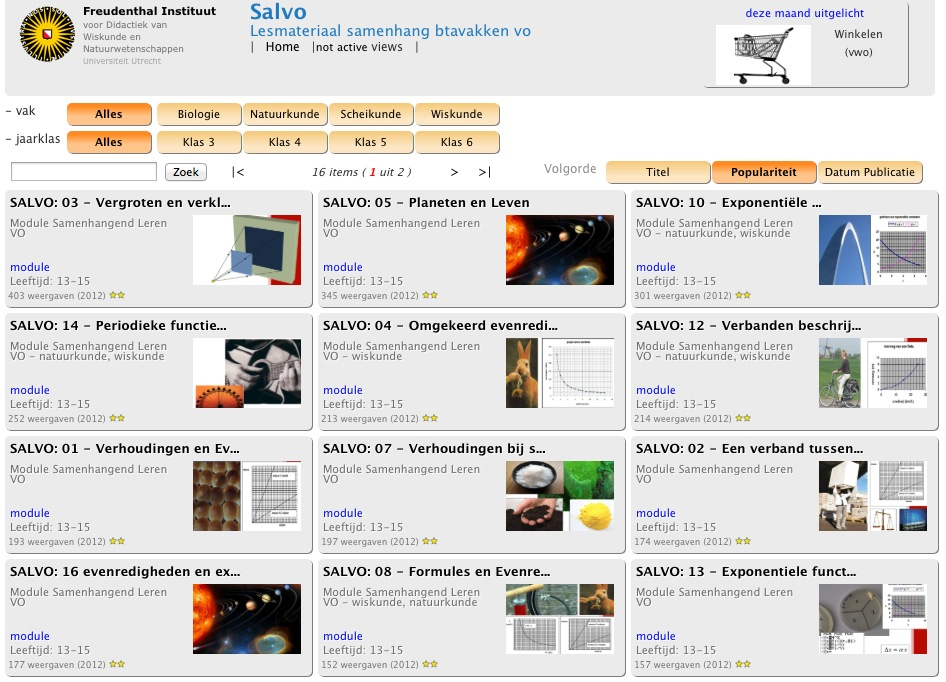 Freudenthal Instituut
voor Didactiek van
Wiskunde en
Natuurwetenschappen
Universiteit Utrecht
Salvo
Lesmateriaal samenhang btavakken vo
| Home |not active views |
deze maand uitgelicht
Winkelen
(vwo)
- vak Alles Biologie Natuurkunde Scheikunde Wiskunde
- jaarklas Alles Klas 3 Klas 4 Klas 5 Klas 6
Zoek |< 16 items ( 1 uit 2 ) > >| Volgorde Titel Populariteit Datum Publicatie
SALVO: 03 - Vergroten en verkl...
Module Samenhangend Leren
VO
module
Leeftijd: 13-15
403 weergaven (2012)
SALVO: 05 - Planeten en Leven
Module Samenhangend Leren
VO
module
Leeftijd: 13-15
345 weergaven (2012)
SALVO: 10 - Exponentiële ...
Module Samenhangend Leren
VO - natuurkunde, wiskunde
module
Leeftijd: 13-15
301 weergaven (2012)
SALVO: 14 - Periodieke functie...
Module Samenhangend Leren
VO - natuurkunde, wiskunde
module
Leeftijd: 13-15
252 weergaven (2012)
SALVO: 04 - Omgekeerd evenredi...
Module Samenhangend Leren
VO - wiskunde
module
Leeftijd: 13-15
213 weergaven (2012)
SALVO: 12 - Verbanden beschrij...
Module Samenhangend Leren
VO - natuurkunde, wiskunde
module
Leeftijd: 13-15
214 weergaven (2012)
SALVO: 01 - Verhoudingen en Ev...
Module Samenhangend Leren
VO
module
Leeftijd: 13-15
193 weergaven (2012)
SALVO: 07 - Verhoudingen bij s...
Module Samenhangend Leren
VO
module
Leeftijd: 13-15
197 weergaven (2012)
SALVO: 02 - Een verband tussen...
Module Samenhangend Leren
VO
module
Leeftijd: 13-15
174 weergaven (2012)
SALVO: 16 evenredigheden en ex...
Module Samenhangend Leren
VO
module
Leeftijd: 13-15
177 weergaven (2012)
SALVO: 08 - Formules en Evenre...
Module Samenhangend Leren
VO - wiskunde, natuurkunde
module
Leeftijd: 13-15
152 weergaven (2012)
SALVO: 13 - Exponentiele funct...
Module Samenhangend Leren
VO
module
Leeftijd: 13-15
157 weergaven (2012)